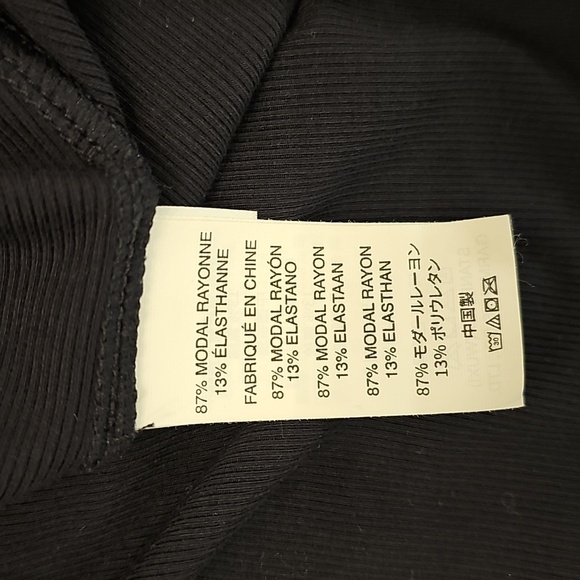 87% MODAL RAYONNE
13% ÉLASTHANNE
FABRIQUÉ EN CHINE
87% MODAL RAYÓN
13% ELASTANO
87% MODAL RAYON
13% ELASTAAN
87% MODAL RAYON
13% ELASTHAN
87% モダールレーヨン
13% ポリウレタン
中国製
30